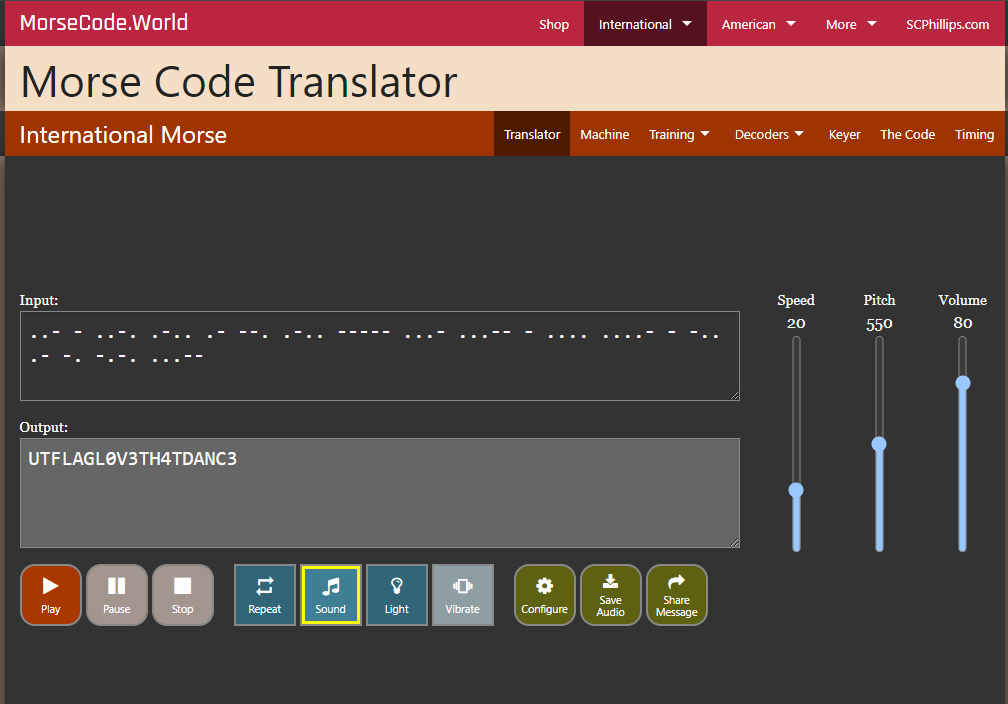 MorseCode.World
Shop International American More SCPhillips.com
Morse Code Translator
International Morse
Translator Machine Training Decoders Keyer The Code Timing
Input:
..- - ..-. .-.. .- --. .-.. ----- ...- ...-- - .... ....- - -..
.- -. -.-. ...--
Output:
UTFLAGL0V3TH4TDANC3
Speed Pitch Volume
20 550 80
Play Pause Stop Repeat Sound Light Vibrate Configure Save Audio Share Message